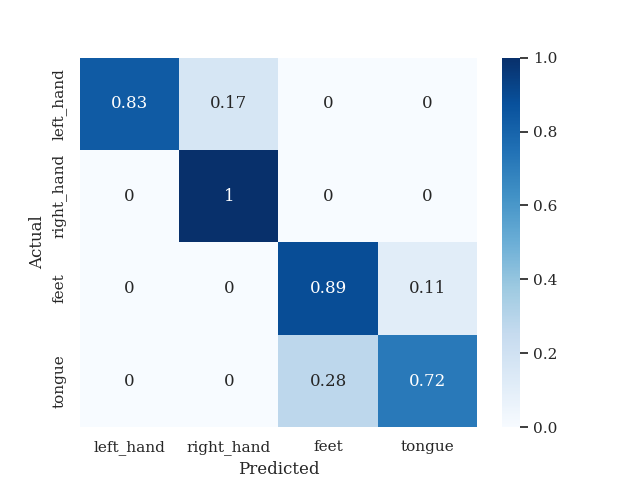 Actual
left_hand
0.83 0.17 0 0
right_hand
0 1 0 0
feet
0 0 0.89 0.11
tongue
0 0 0.28 0.72
left_hand right_hand feet tongue
Predicted
1.0
0.8
0.6
0.4
0.2
0.0